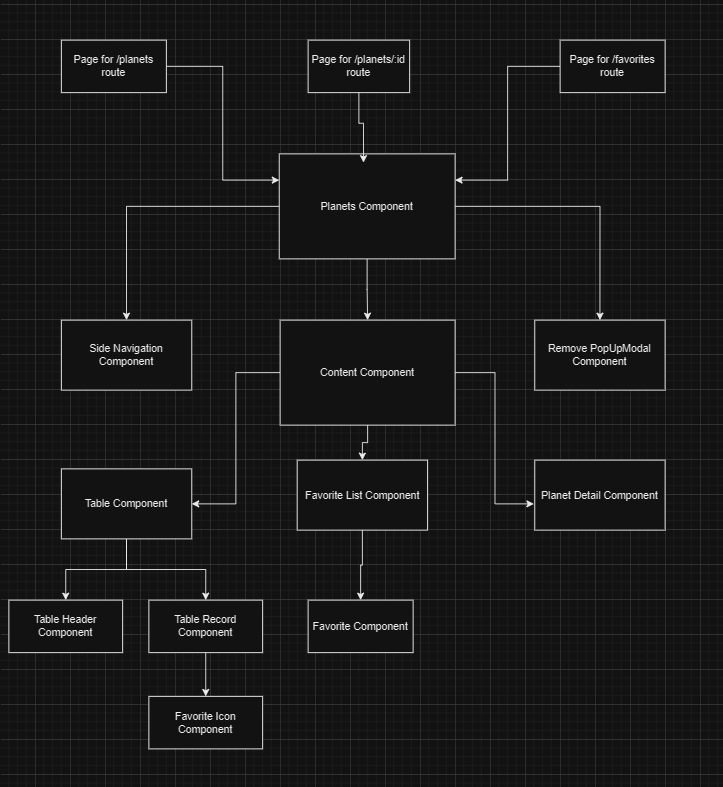 Page for /planets
route
Page for /planets/:id
route
Page for /favorites
route
Planets Component
Side Navigation
Component
Content Component
Remove PopUpModal
Component
Table Component
Favorite List Component
Planet Detail Component
Table Header
Component
Table Record
Component
Favorite Component
Favorite Icon
Component